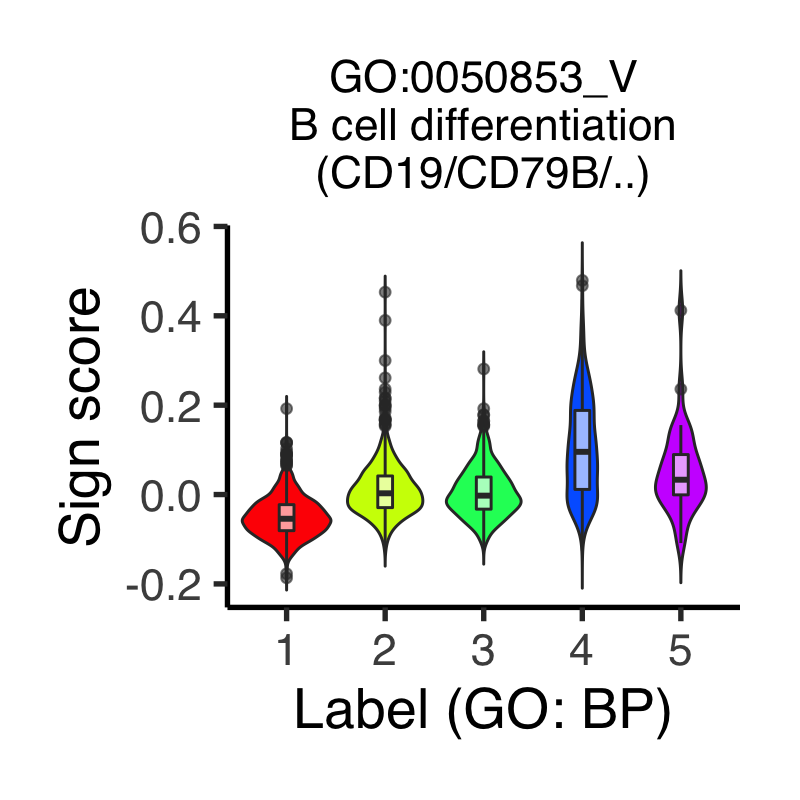 GO:0050853_V
B cell differentiation
(CD19/CD79B/..)
0.6
0.4
0.2
0.0
-0.2
Sign score
1 2 3 4 5
Label (GO: BP)